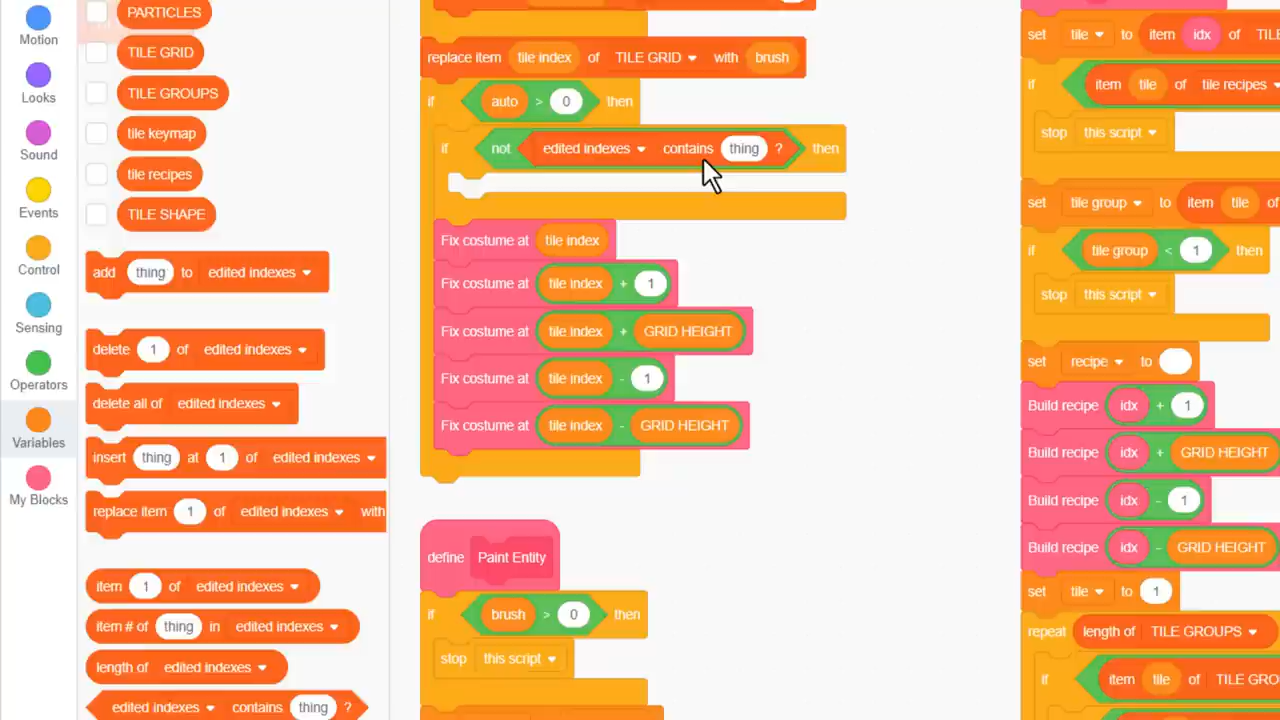 Motion
Looks
Sound
Events
Control
Sensing
Operators
Variables
My Blocks
PARTICLES
TILE GRID
TILE GROUPS
tile keymap
tile recipes
TILE SHAPE
add thing to edited indexes
delete 1 of edited indexes
delete all of edited indexes
insert thing at 1 of edited indexes
replace item 1 of edited indexes with
item 1 of edited indexes
item # of thing in edited indexes
length of edited indexes
edited indexes contains thing ?
replace item tile index of TILE GRID with brush
if auto > 0 then
if not edited indexes contains thing ? then
Fix costume at tile index
Fix costume at tile index + 1
Fix costume at tile index + GRID HEIGHT
Fix costume at tile index - 1
Fix costume at tile index - GRID HEIGHT
define Paint Entity
if brush > 0 then
stop this script
set tile to item idx of
if item tile of tile recipes
stop this script
set tile group to item tile of
if tile group < 1 then
stop this script
set recipe to
Build recipe idx + 1
Build recipe idx + GRID HEIGHT
Build recipe idx - 1
Build recipe idx - GRID HEIGHT
set tile to 1
repeat length of TILE GROUPS
if item tile of TILE GRO